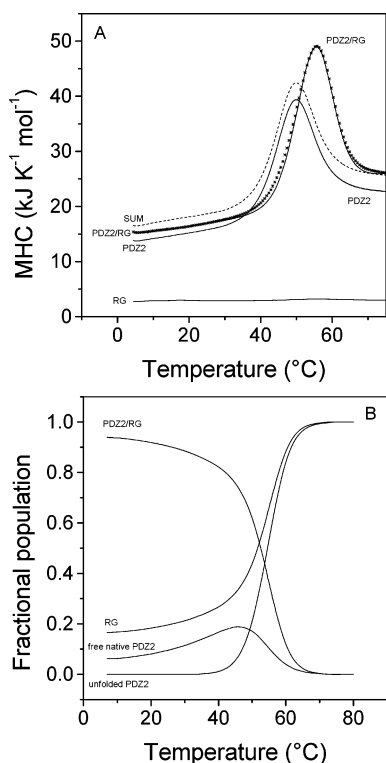 A
50
40
30
20
10
0
MHC (kJ K⁻¹ mol⁻¹)
PDZ2/RG
SUM
PDZ2/RG
PDZ2
PDZ2
RG
0 20 40 60
Temperature (°C)
B
1.0
0.8
0.6
0.4
0.2
0.0
Fractional population
PDZ2/RG
RG
free native PDZ2
unfolded PDZ2
0 20 40 60 80
Temperature (°C)